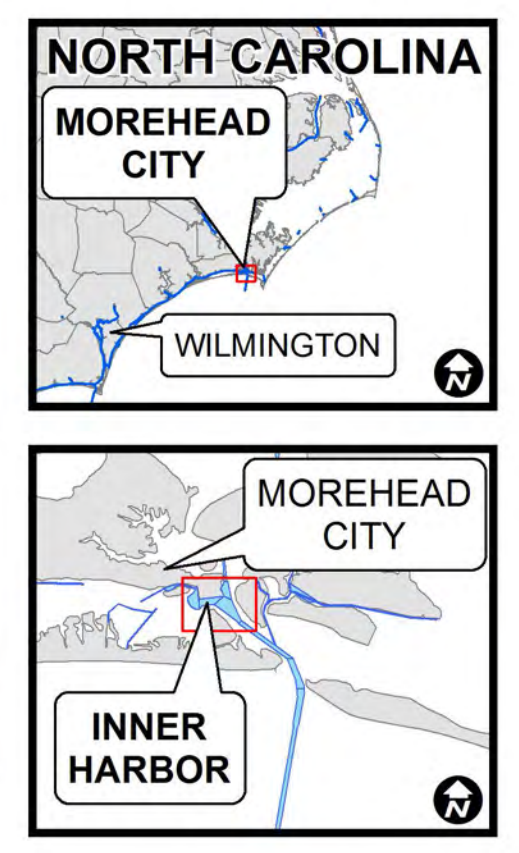 NORTH CAROLINA
MOREHEAD
CITY
WILMINGTON
N
MOREHEAD
CITY
INNER
HARBOR
N